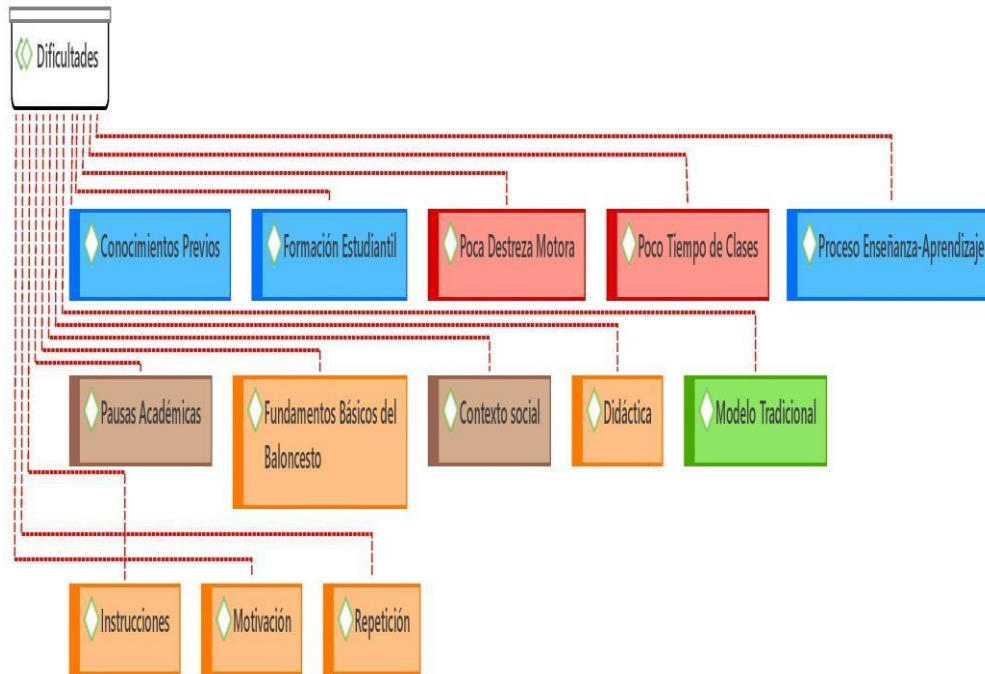 Dificultades
Conocimientos Previos
Formación Estudiantil
Poca Destreza Motora
Poco Tiempo de Clases
Proceso Enseñanza-Aprendizaje
Pausas Académicas
Fundamentos Básicos del
Baloncesto
Contexto social
Didáctica
Modelo Tradicional
Instrucciones
Motivación
Repetición